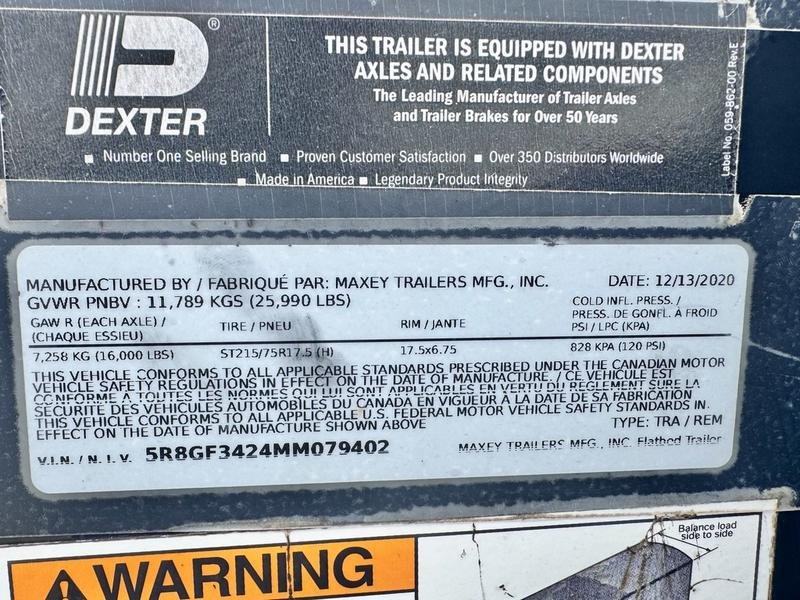 DEXTER®
THIS TRAILER IS EQUIPPED WITH DEXTER
AXLES AND RELATED COMPONENTS
The Leading Manufacturer of Trailer Axles
and Trailer Brakes for Over 50 Years
■ Number One Selling Brand ■ Proven Customer Satisfaction ■ Over 350 Distributors Worldwide
■ Made in America ■ Legendary Product Integrity
Label No. 059-862-00 Rev.E
MANUFACTURED BY / FABRIQUÉ PAR: MAXEY TRAILERS MFG., INC. DATE: 12/13/2020
GVWR PNBV : 11,789 KGS (25,990 LBS)
GAW R (EACH AXLE) /
(CHAQUE ESSIEU)
TIRE / PNEU
RIM / JANTE
COLD INFL. PRESS. /
PRESS. DE GONFL. À FROID
PSI / LPC (KPA)
7,258 KG (16,000 LBS) ST215/75R17.5 (H) 17.5x6.75 828 KPA (120 PSI)
THIS VEHICLE CONFORMS TO ALL APPLICABLE STANDARDS PRESCRIBED UNDER THE CANADIAN MOTOR
VEHICLE SAFETY REGULATIONS IN EFFECT ON THE DATE OF MANUFACTURE / CE VÉHICULE EST
CONFORME A TOUTES LES NORMES QUI LUI SONT APPLICABLES EN VERTU DU RÈGLEMENT SUR LA
SÉCURITÉ DES VÉHICULES AUTOMOBILES DU CANADA EN VIGUEUR À LA DATE DE SA FABRICATION
THIS VEHICLE CONFORMS TO ALL APPLICABLE U.S. FEDERAL MOTOR VEHICLE SAFETY STANDARDS IN.
EFFECT ON THE DATE OF MANUFACTURE SHOWN ABOVE TYPE: TRA / REM
V.I.N. / N.I.V. 5R8GF3424MM079402 MAXEY TRAILERS MFG., INC. Flatbed Trailer
WARNING
Balance load
side to side